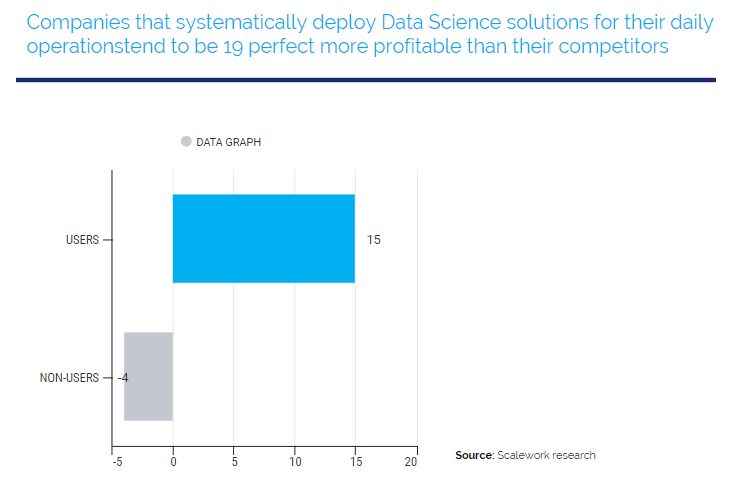 Companies that systematically deploy Data Science solutions for their daily
operationstend to be 19 perfect more profitable than their competitors
DATA GRAPH
USERS
15
NON-USERS
-4
-5 0 5 10 15 20
Source: Scalework research